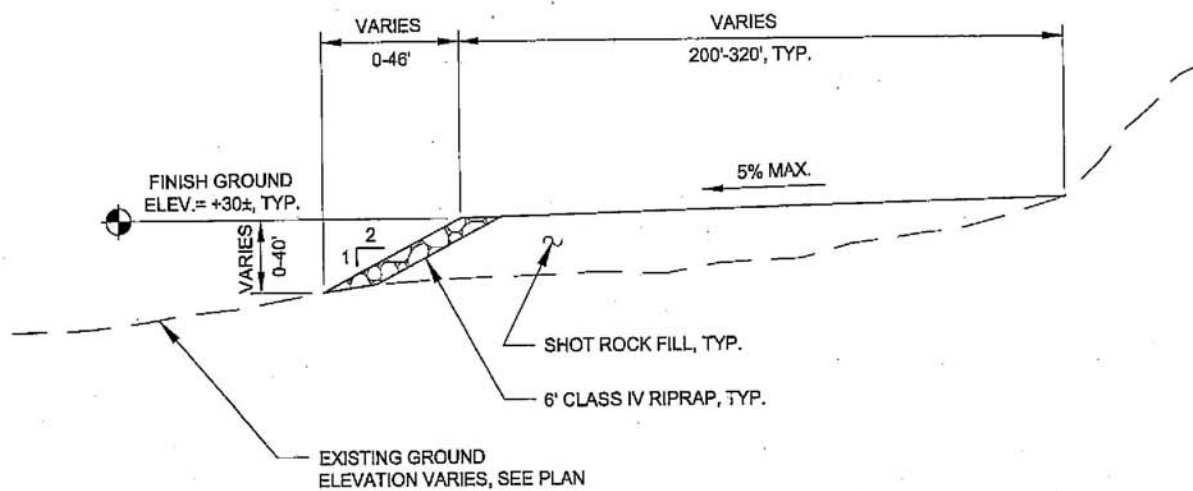 VARIES
0-46'
VARIES
200'-320', TYP.
5% MAX.
FINISH GROUND
ELEV.= +30±, TYP.
VARIES
0-40'
2
1
SHOT ROCK FILL, TYP.
6' CLASS IV RIPRAP, TYP.
EXISTING GROUND
ELEVATION VARIES, SEE PLAN